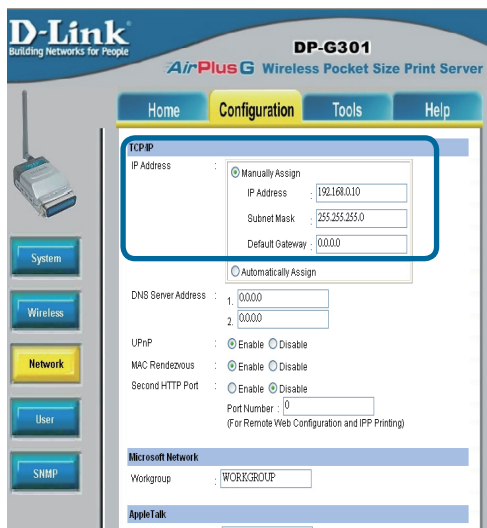 D-Link
Building Networks for People
DP-G301
AirPlus G Wireless Pocket Size Print Server
Home Configuration Tools Help
System
Wireless
Network
User
SNMP
TCP/IP
IP Address :
Manually Assign
IP Address : 192.168.0.10
Subnet Mask : 255.255.255.0
Default Gateway : 0.0.0.0
Automatically Assign
DNS Server Address : 1. 0.0.0.0
2. 0.0.0.0
UPnP : Enable Disable
MAC Rendezvous : Enable Disable
Second HTTP Port : Enable Disable
Port Number : 0
(For Remote Web Configuration and IPP Printing)
Microsoft Network
Workgroup : WORKGROUP
AppleTalk